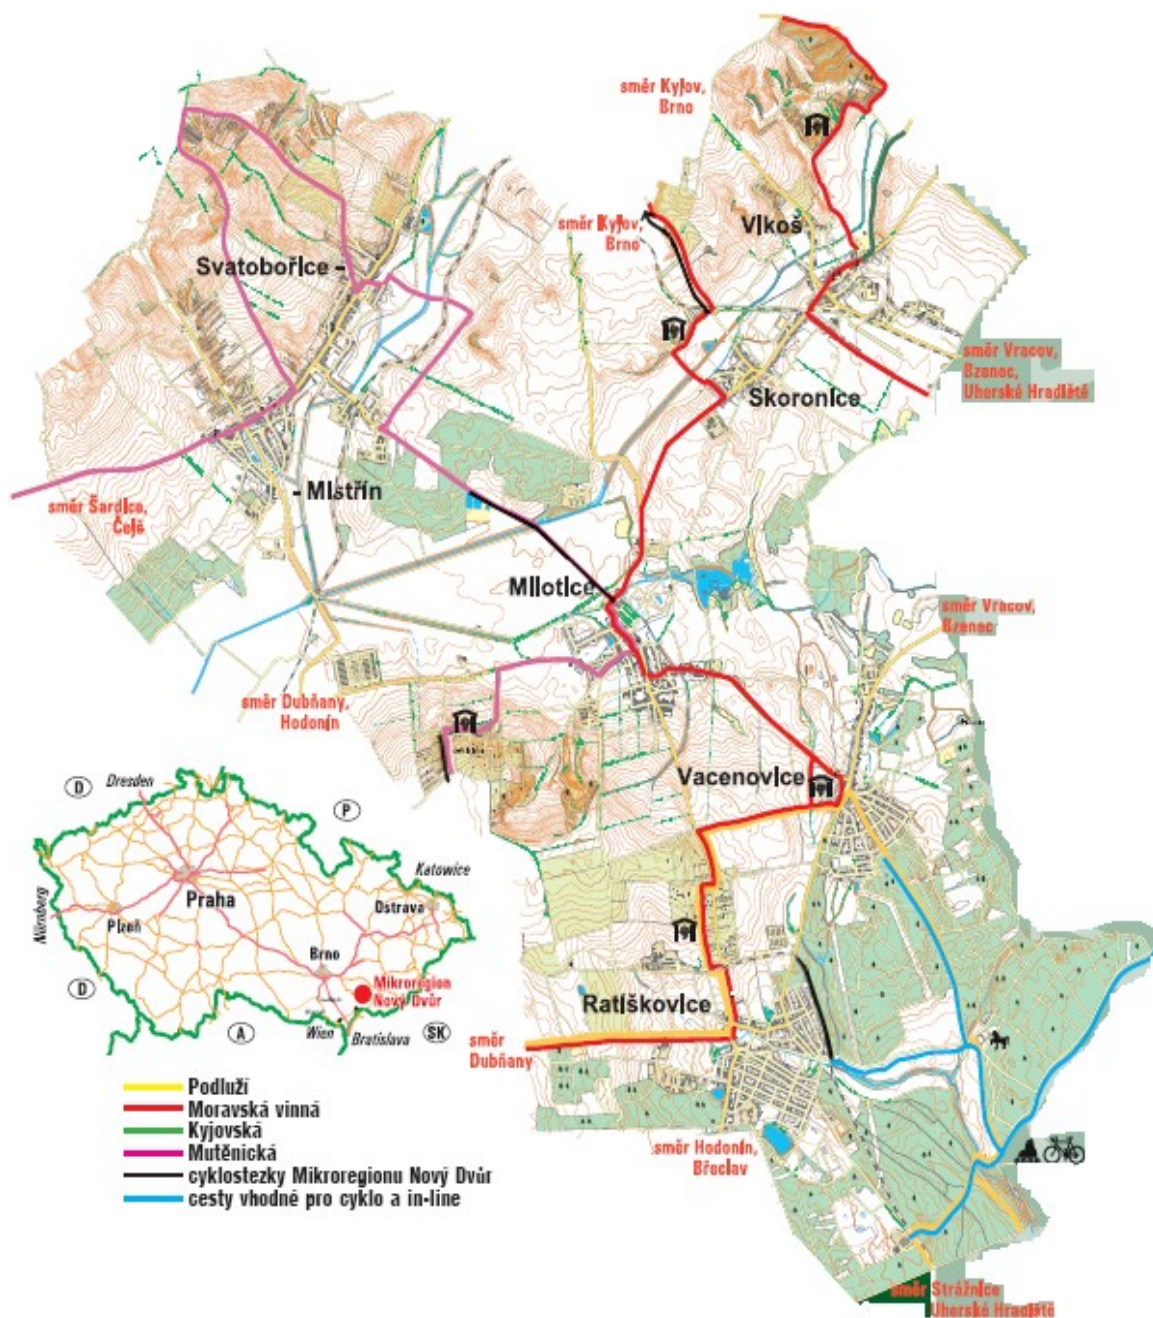 směr Kyjov,
Brno
směr Kyjov,
Brno
Vlkoš
Svatobořice -
směr Vracov,
Bzenec,
Uherské Hradiště
Skoronice
- Mistřín
směr Šardice,
Čejč
Milotice
směr Vracov,
Bzenec
směr Dubňany,
Hodonín
Vacenovice
Ratíškovice
směr
Dubňany
směr Hodonín,
Břeclav
směr Strážnice
Uherské Hradiště
D
Dresden
P
Katowice
Nürnberg
Praha
Ostrava
Plzeň
Brno
Mikroregion
Nový Dvůr
D
A
Wien
Bratislava
SK
Podluží
Moravská vinná
Kyjovská
Mutěnická
cyklostezky Mikroregionu Nový Dvůr
cesty vhodné pro cyklo a in-line